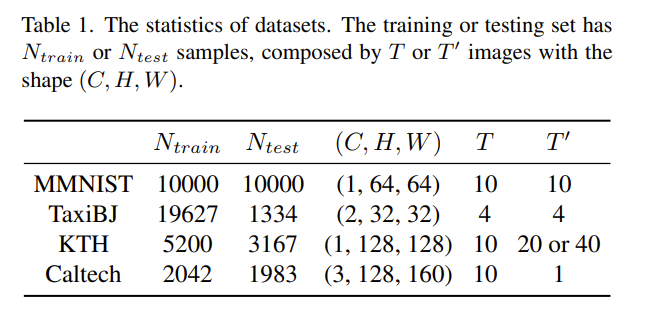 Table 1. The statistics of datasets. The training or testing set has
Ntrain or Ntest samples, composed by T or T′ images with the
shape (C, H, W).
Ntrain Ntest (C, H, W) T T′
MMNIST 10000 10000 (1, 64, 64) 10 10
TaxiBJ 19627 1334 (2, 32, 32) 4 4
KTH 5200 3167 (1, 128, 128) 10 20 or 40
Caltech 2042 1983 (3, 128, 160) 10 1